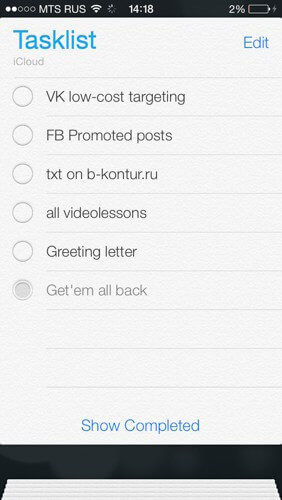 MTS RUS 14:18 2%
Tasklist Edit
iCloud
VK low-cost targeting
FB Promoted posts
txt on b-kontur.ru
all videolessons
Greeting letter
Get'em all back
Show Completed